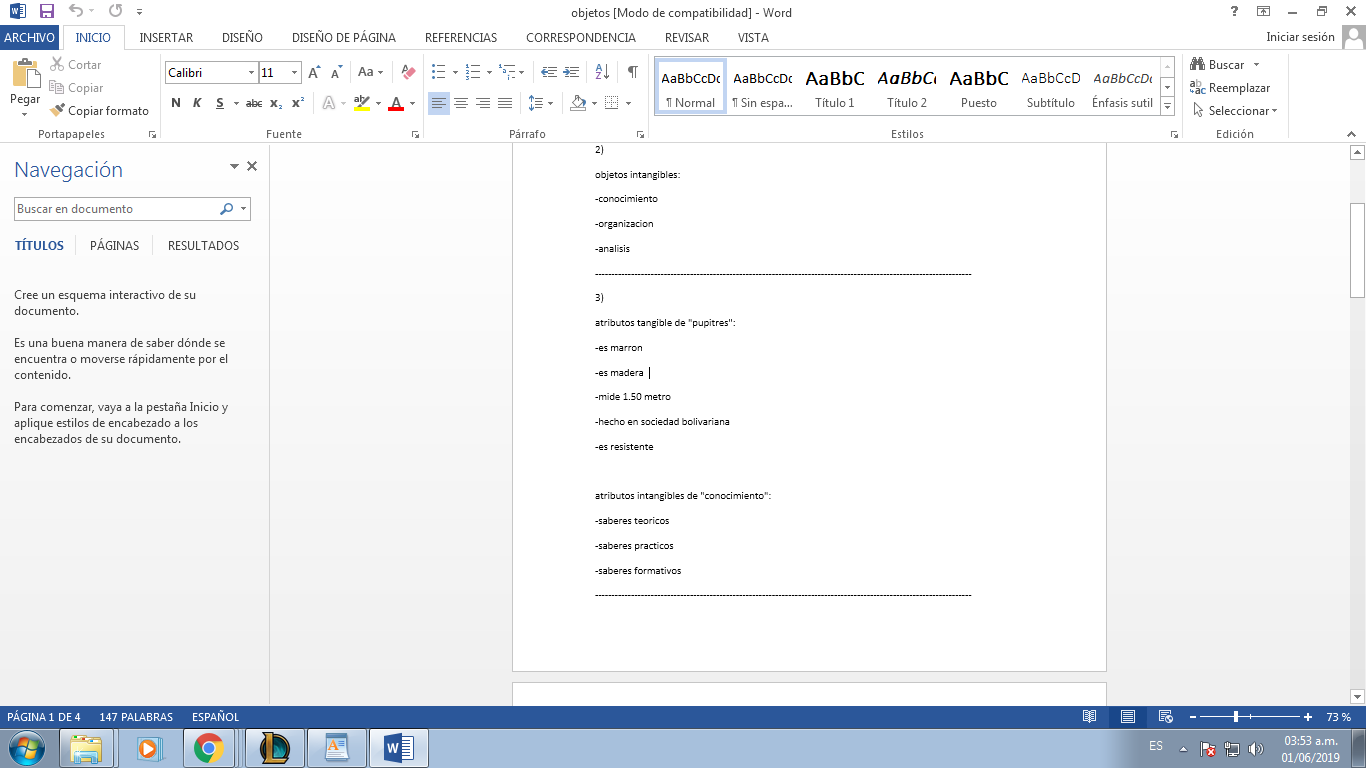 objetos [Modo de compatibilidad] - Word
ARCHIVO INICIO INSERTAR DISEÑO DISEÑO DE PÁGINA REFERENCIAS CORRESPONDENCIA REVISAR VISTA Iniciar sesión
Pegar
Cortar
Copiar
Copiar formato
Portapapeles
Calibri 11
Aa
N K S abc x₂ x² A A
Fuente
Párrafo
AaBbCcDc AaBbCcDc AaBbC AaBbCc AaBbC AaBbCcD AaBbCcDc
¶ Normal ¶ Sin espa... Título 1 Título 2 Puesto Subtítulo Énfasis sutil
Estilos
Buscar
Reemplazar
Seleccionar
Edición
Navegación
Buscar en documento
TÍTULOS PÁGINAS RESULTADOS
Cree un esquema interactivo de su
documento.
Es una buena manera de saber dónde se
encuentra o moverse rápidamente por el
contenido.
Para comenzar, vaya a la pestaña Inicio y
aplique estilos de encabezado a los
encabezados de su documento.
2)
objetos intangibles:
-conocimiento
-organizacion
-analisis
3)
atributos tangible de "pupitres":
-es marron
-es madera
-mide 1.50 metro
-hecho en sociedad bolivariana
-es resistente
atributos intangibles de "conocimiento":
-saberes teoricos
-saberes practicos
-saberes formativos
PÁGINA 1 DE 4 147 PALABRAS ESPAÑOL 73 %
ES 03:53 a.m.
01/06/2019